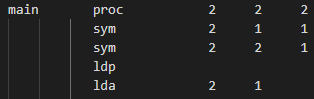 main proc 2 2 2
sym 2 1 1
sym 2 2 1
ldp
lda 2 1